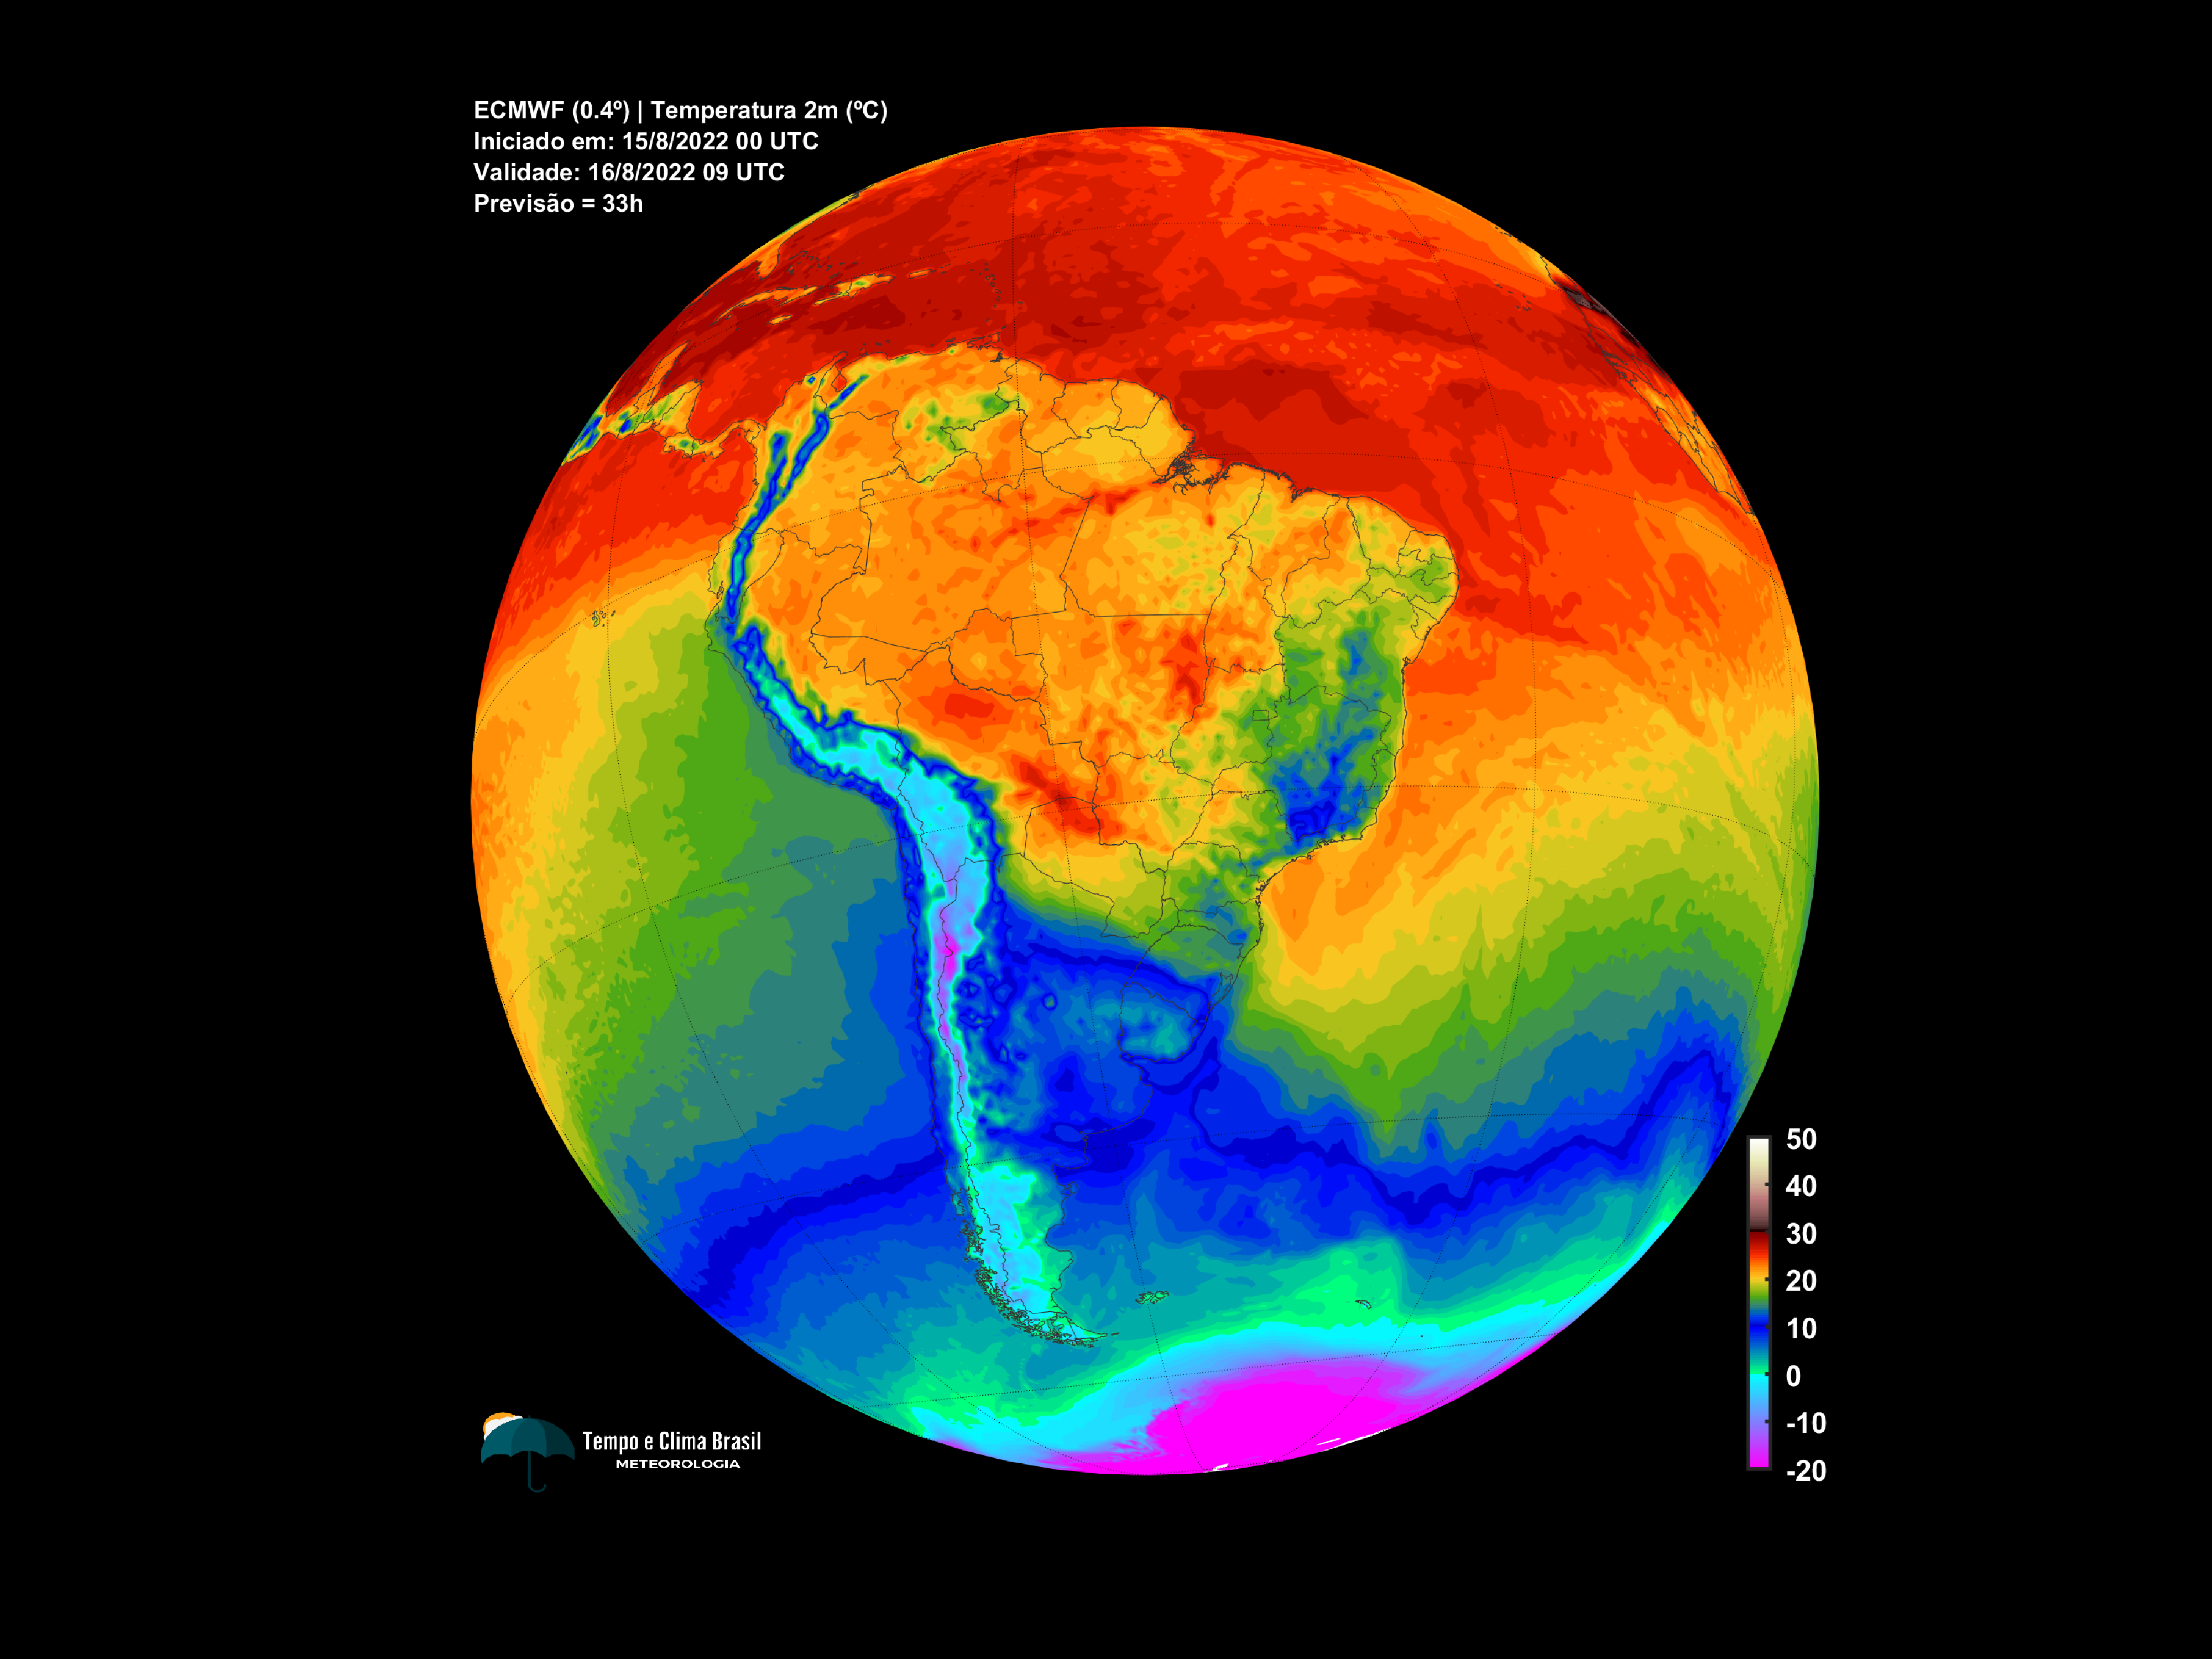 ECMWF (0.4º) | Temperatura 2m (ºC)
Iniciado em: 15/8/2022 00 UTC
Validade: 16/8/2022 09 UTC
Previsão = 33h
50
40
30
20
10
0
-10
-20
Tempo e Clima Brasil
METEOROLOGIA